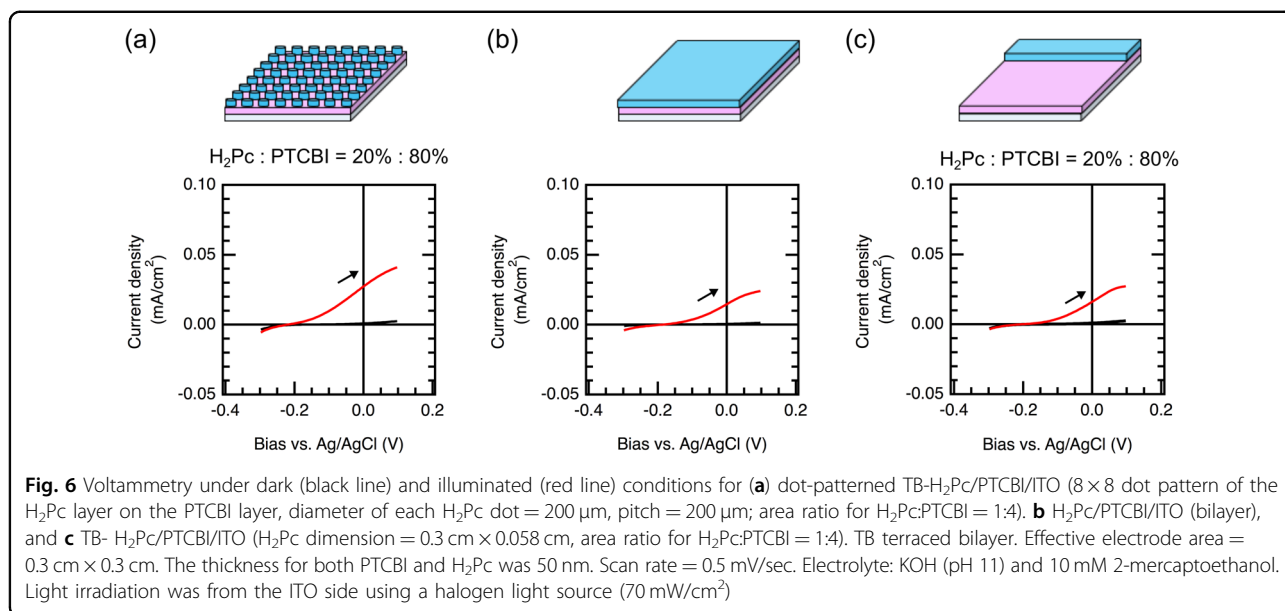 (a)
(b)
(c)
H₂Pc : PTCBI = 20% : 80%
H₂Pc : PTCBI = 20% : 80%
0.10
0.05
0.00
-0.05
Current density
(mA/cm²)
-0.4 -0.2 0.0 0.2
Bias vs. Ag/AgCl (V)
0.10
0.05
0.00
-0.05
Current density
(mA/cm²)
-0.4 -0.2 0.0 0.2
Bias vs. Ag/AgCl (V)
0.10
0.05
0.00
-0.05
Current density
(mA/cm²)
-0.4 -0.2 0.0 0.2
Bias vs. Ag/AgCl (V)
Fig. 6 Voltammetry under dark (black line) and illuminated (red line) conditions for (a) dot-patterned TB-H₂Pc/PTCBI/ITO (8 × 8 dot pattern of the
H₂Pc layer on the PTCBI layer, diameter of each H₂Pc dot = 200 μm, pitch = 200 μm; area ratio for H₂Pc:PTCBI = 1:4). b H₂Pc/PTCBI/ITO (bilayer),
and c TB- H₂Pc/PTCBI/ITO (H₂Pc dimension = 0.3 cm × 0.058 cm, area ratio for H₂Pc:PTCBI = 1:4). TB terraced bilayer. Effective electrode area =
0.3 cm × 0.3 cm. The thickness for both PTCBI and H₂Pc was 50 nm. Scan rate = 0.5 mV/sec. Electrolyte: KOH (pH 11) and 10 mM 2-mercaptoethanol.
Light irradiation was from the ITO side using a halogen light source (70 mW/cm²)